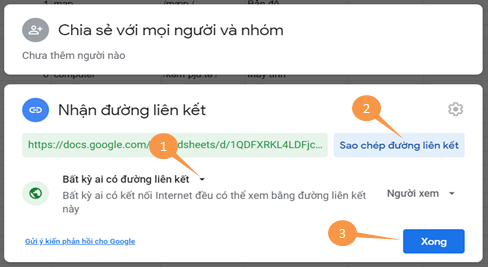 Chia sẻ với mọi người và nhóm
Chưa thêm người nào
Nhận đường liên kết
2
https://docs.google.com/ dsheets/d/1QDFXRKL4LDFjc...
Sao chép đường liên kết
1
Bất kỳ ai có đường liên kết
Bất kỳ ai có kết nối Internet đều có thể xem bằng đường liên kết
này
Người xem
3
Gửi ý kiến phản hồi cho Google
Xong